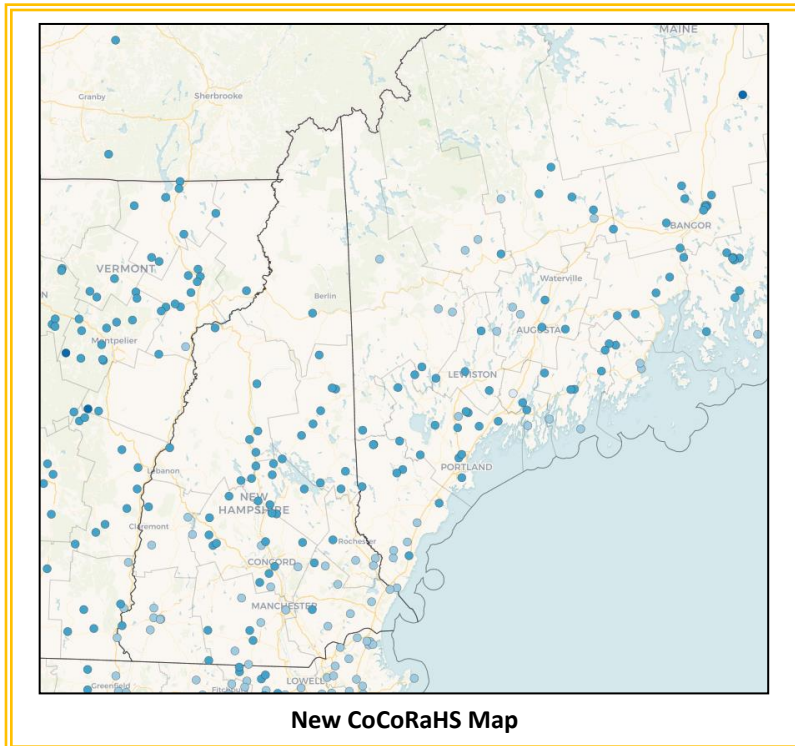 MAINE
Granby
Sherbrooke
BANGOR
VERMONT
Waterville
Berlin
AUGUSTA
Montpelier
LEWISTON
PORTLAND
Lebanon
NEW
HAMPSHIRE
Claremont
Rochester
CONCORD
MANCHESTER
Greenfield
LOWELL
New CoCoRaHS Map